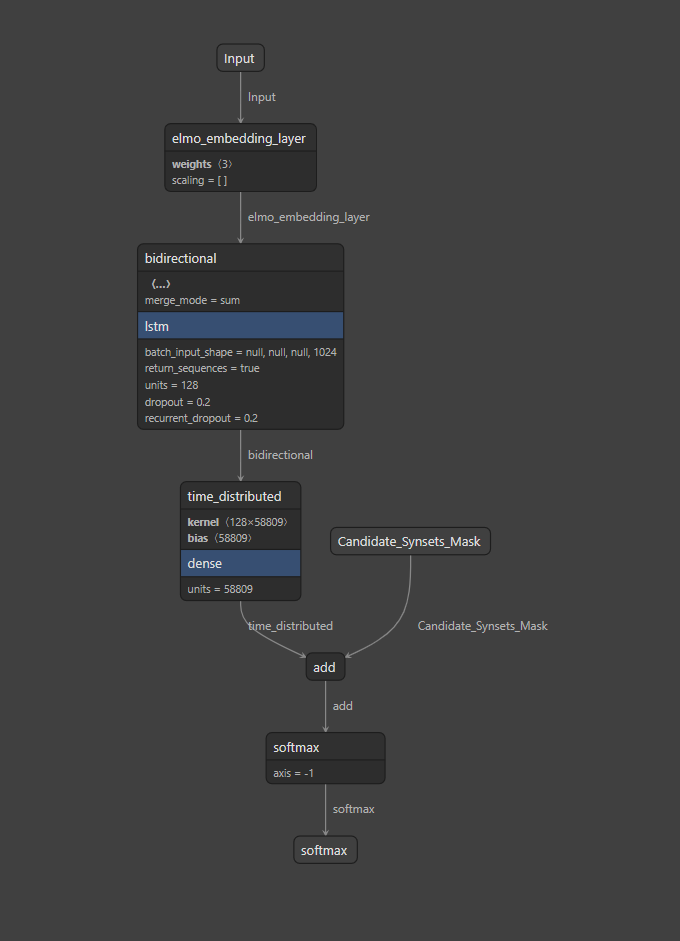 Input
Input
elmo_embedding_layer
weights〈3〉
scaling = [ ]
elmo_embedding_layer
bidirectional
〈...〉
merge_mode = sum
lstm
batch_input_shape = null, null, null, 1024
return_sequences = true
units = 128
dropout = 0.2
recurrent_dropout = 0.2
bidirectional
time_distributed
kernel〈128×58809〉
bias〈58809〉
dense
units = 58809
Candidate_Synsets_Mask
time_distributed
Candidate_Synsets_Mask
add
add
softmax
axis = -1
softmax
softmax